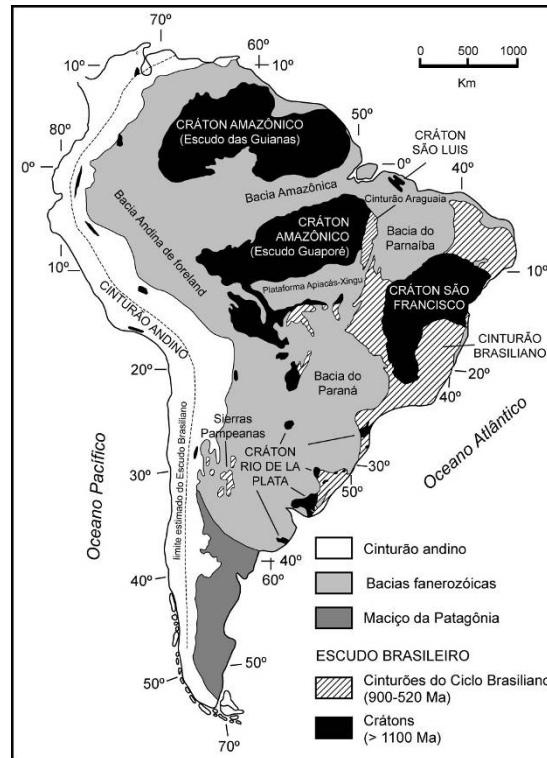 70º
60º
10º
10º
0
500
1000
Km
CRÁTON AMAZÔNICO
(Escudo das Guianas)
50º
CRÁTON
SÃO LUIS
80º
0º
0º
40º
Bacia Amazônica
Cinturão Araguaia
Bacia Andina de foreland
CRÁTON
AMAZÔNICO
(Escudo Guaporé)
Bacia do
Parnaíba
10º
10º
Plataforma Apiacás-Xingu
CRÁTON SÃO
FRANCISCO
CINTURÃO ANDINO
CINTURÃO
BRASILIANO
20º
20º
40º
Bacia do
Paraná
Oceano Pacífico
limite estimado do Escudo Brasiliano
Sierras
Pampeanas
CRÁTON
RIO DE LA
PLATA
Oceano Atlântico
30º
30º
50º
40º
40º
60º
50º
50º
70º
Cinturão andino
Bacias fanerozóicas
Maciço da Patagônia
ESCUDO BRASILEIRO
Cinturões do Ciclo Brasiliano
(900-520 Ma)
Crátons
(> 1100 Ma)